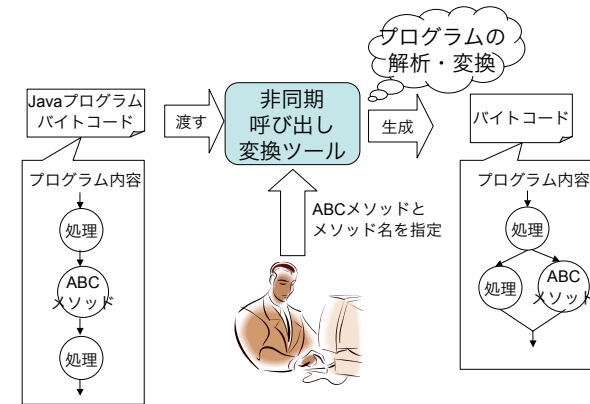 プログラムの
解析・変換
Javaプログラム
バイトコード
渡す
非同期
呼び出し
変換ツール
生成
バイトコード
プログラム内容
処理
ABC
メソッド
処理
ABCメソッドと
メソッド名を指定
プログラム内容
処理
処理
ABC
メソッド